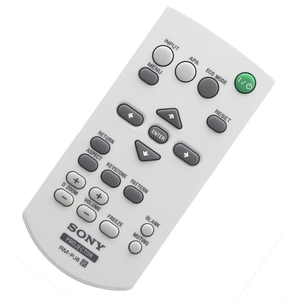 INPUT
APA
ECO MODE
I / ⏻
MENU
RESET
ENTER
RETURN
ASPECT
KEYSTONE
PATTERN
D ZOOM
VOLUME
FREEZE
BLANK
MUTING
SONY
PROJECTOR
RM-PJ8